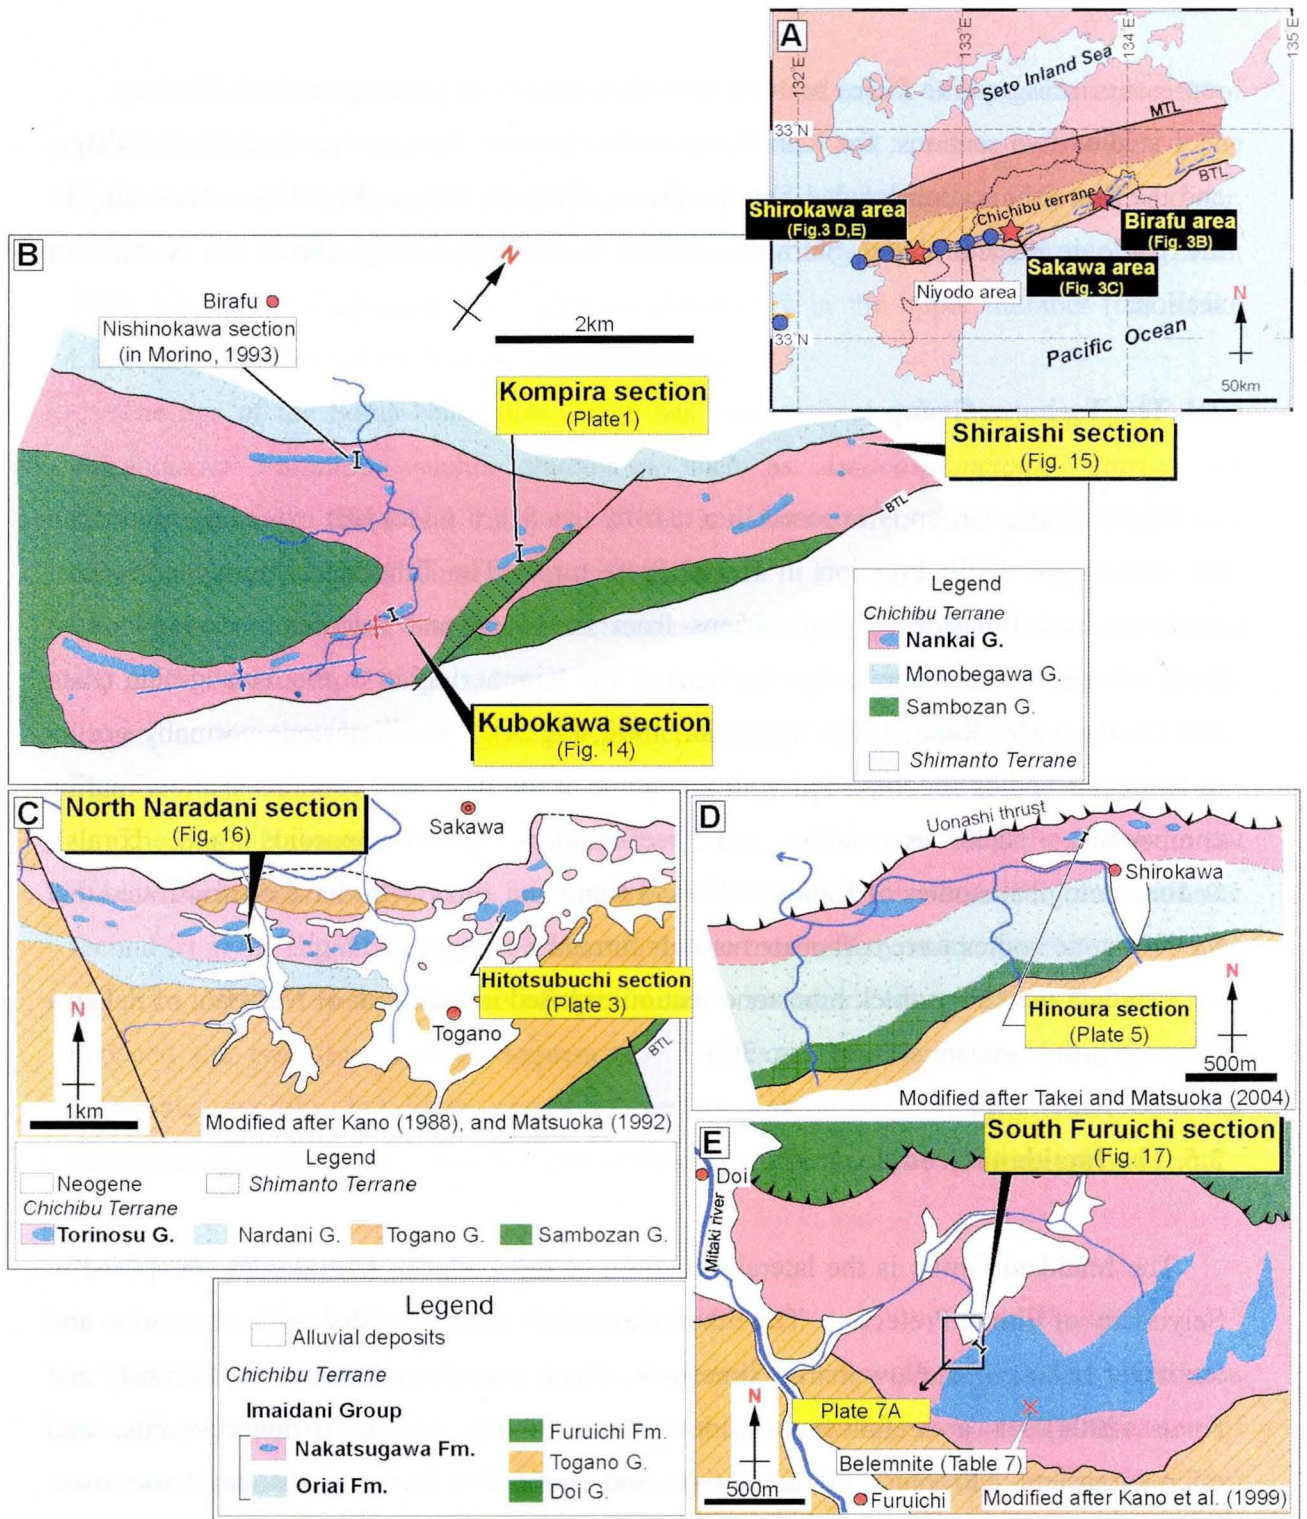 A
132°E
133°E
134°E
135°E
33°N
33°N
Seto Inland Sea
MTL
BTL
Chichibu terrane
Shirokawa area
(Fig.3 D,E)
Birafu area
(Fig. 3B)
Sakawa area
(Fig. 3C)
Niyodo area
Pacific Ocean
N
50km
B
N
Birafu
Nishinokawa section
(in Morino, 1993)
2km
Kompira section
(Plate1)
Shiraishi section
(Fig. 15)
BTL
Kubokawa section
(Fig. 14)
Legend
Chichibu Terrane
Nankai G.
Monobegawa G.
Sambozan G.
Shimanto Terrane
C
North Naradani section
(Fig. 16)
Sakawa
Hitotsubuchi section
(Plate 3)
Togano
N
BTL
1km
Modified after Kano (1988), and Matsuoka (1992)
Legend
Neogene
Shimanto Terrane
Chichibu Terrane
Torinosu G.
Nardani G.
Togano G.
Sambozan G.
D
Uonashi thrust
Shirokawa
Hinoura section
(Plate 5)
N
500m
Modified after Takei and Matsuoka (2004)
Legend
Alluvial deposits
Chichibu Terrane
Imaidani Group
Nakatsugawa Fm.
Oriai Fm.
Furuichi Fm.
Togano G.
Doi G.
E
South Furuichi section
(Fig. 17)
Doi
Mitaki river
Plate 7A
N
Belemnite (Table 7)
500m
Furuichi
Modified after Kano et al. (1999)